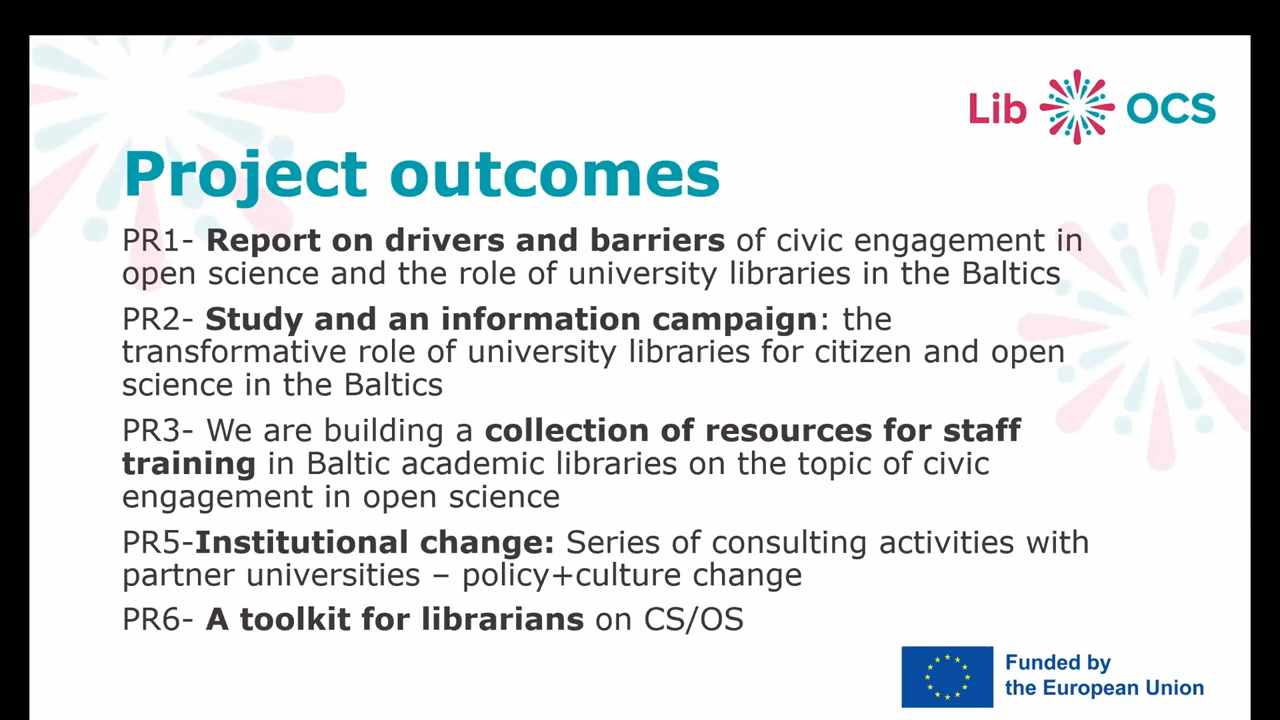 Lib OCS
Project outcomes
PR1- Report on drivers and barriers of civic engagement in
open science and the role of university libraries in the Baltics
PR2- Study and an information campaign: the
transformative role of university libraries for citizen and open
science in the Baltics
PR3- We are building a collection of resources for staff
training in Baltic academic libraries on the topic of civic
engagement in open science
PR5-Institutional change: Series of consulting activities with
partner universities – policy+culture change
PR6- A toolkit for librarians on CS/OS
Funded by
the European Union